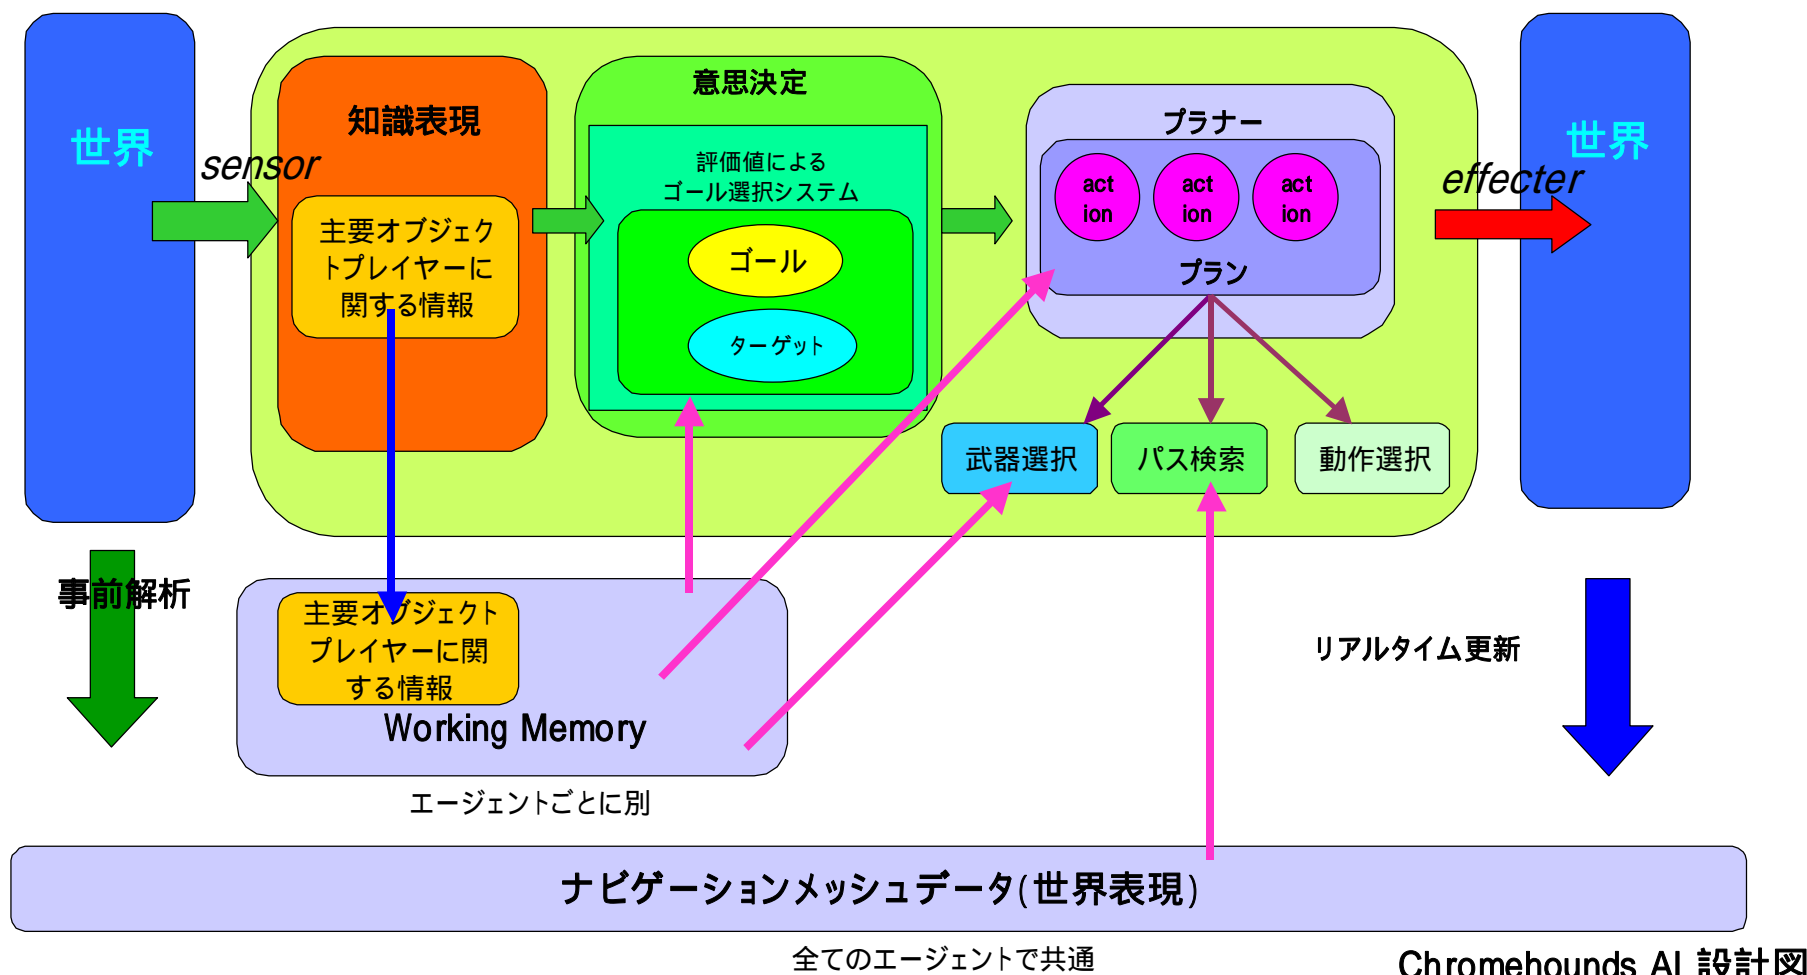 世界
sensor
知識表現
主要オブジェク
トプレイヤーに
関する情報
意思決定
評価値による
ゴール選択システム
ゴール
ターゲット
プラナー
act
ion
act
ion
act
ion
プラン
武器選択
パス検索
動作選択
effecter
世界
事前解析
主要オブジェクト
プレイヤーに関
する情報
Working Memory
エージェントごとに別
リアルタイム更新
ナビゲーションメッシュデータ(世界表現)
全てのエージェントで共通
Chromehounds AI 設計図